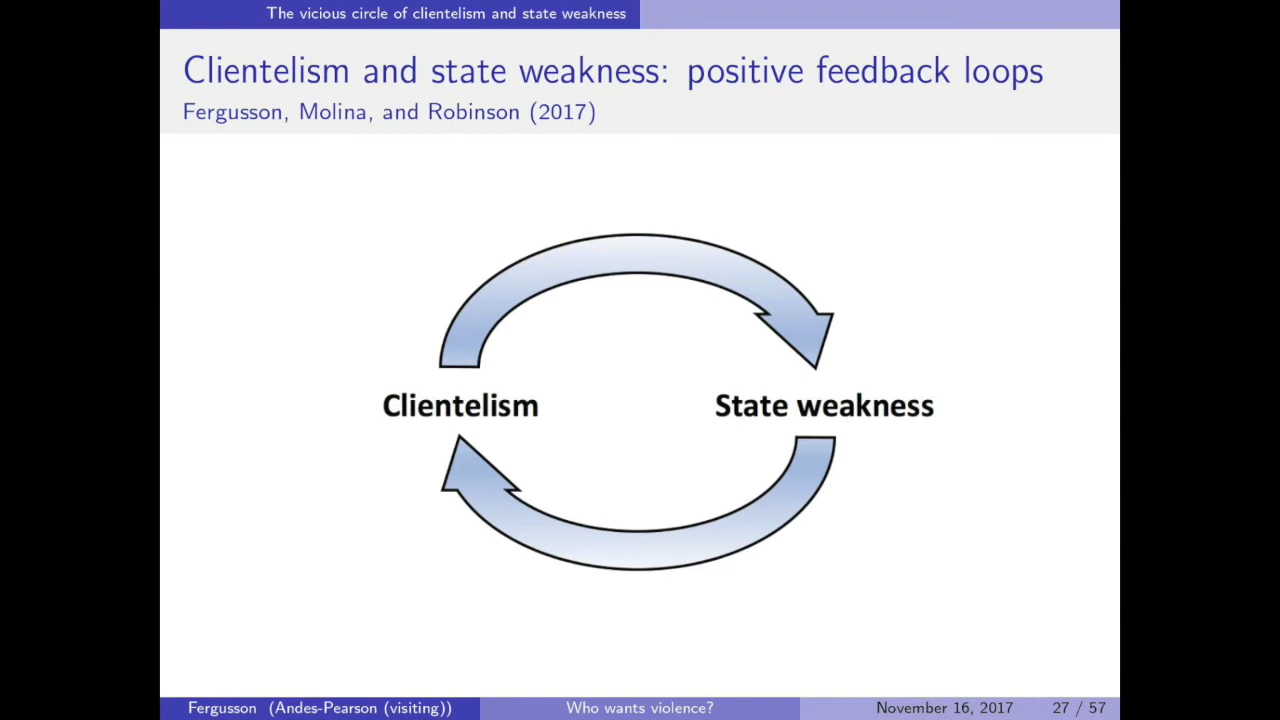 The vicious circle of clientelism and state weakness
Clientelism and state weakness: positive feedback loops
Fergusson, Molina, and Robinson (2017)
Clientelism
State weakness
Fergusson (Andes-Pearson (visiting))
Who wants violence?
November 16, 2017
27 / 57